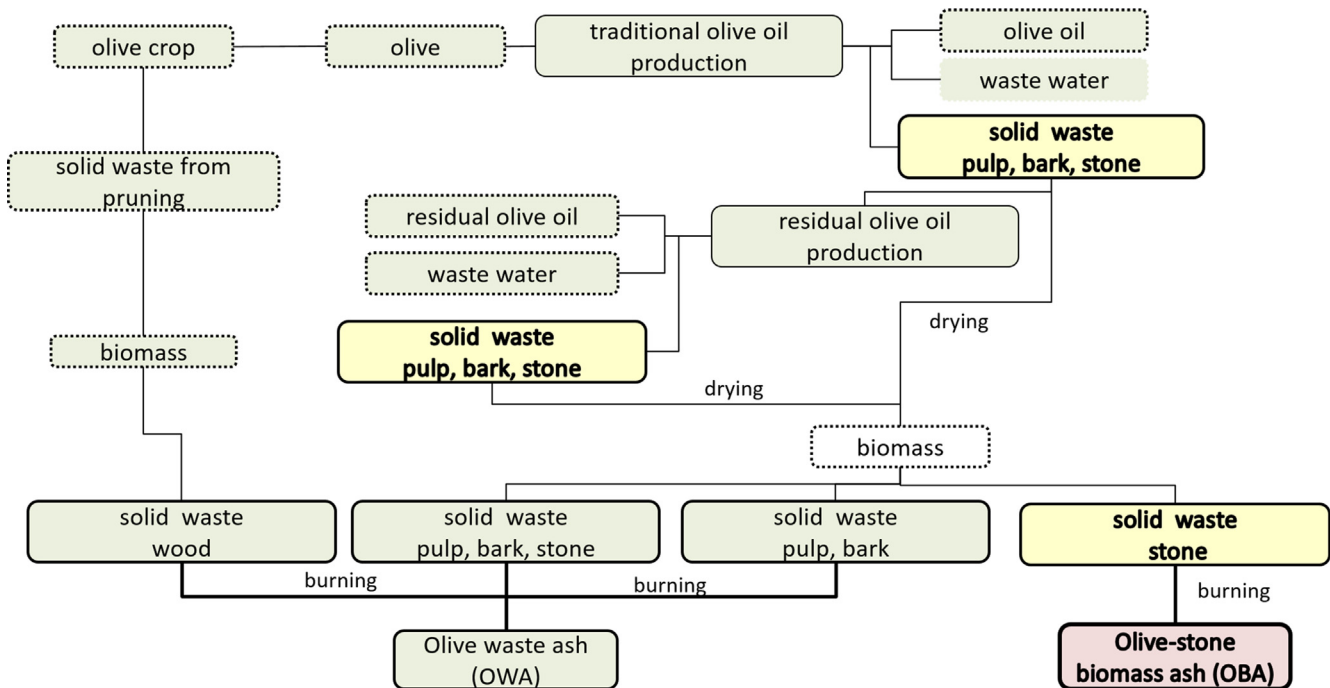 olive crop
olive
traditional olive oil
production
olive oil
waste water
solid waste
pulp, bark, stone
solid waste from
pruning
residual olive oil
waste water
residual olive oil
production
solid waste
pulp, bark, stone
drying
drying
biomass
biomass
solid waste
wood
solid waste
pulp, bark, stone
solid waste
pulp, bark
solid waste
stone
burning
burning
burning
Olive waste ash
(OWA)
Olive-stone
biomass ash (OBA)